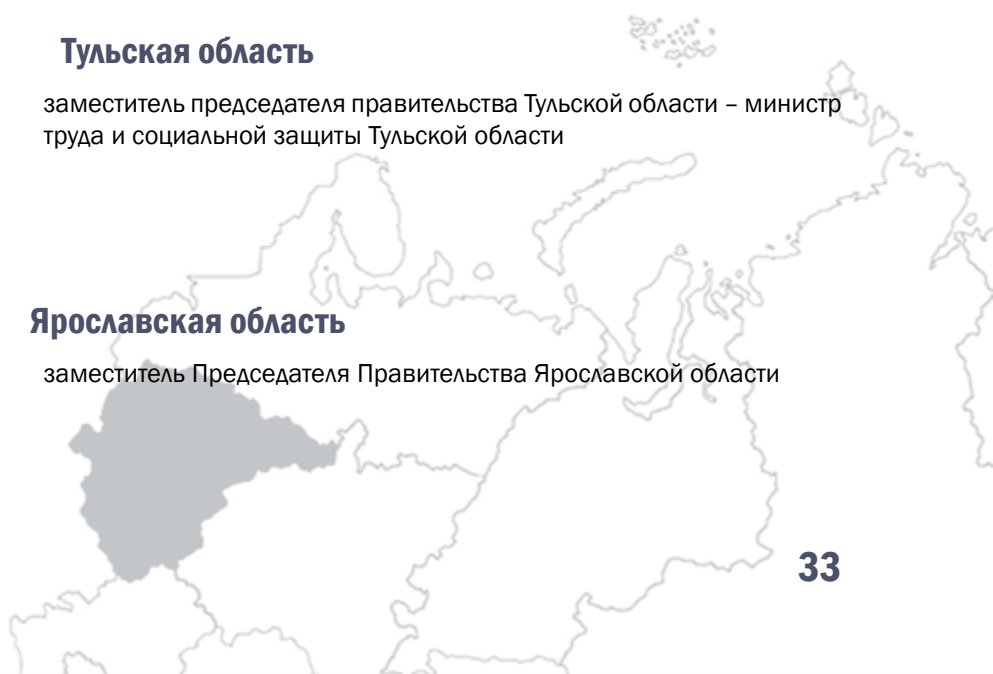 Тульская область
заместитель председателя правительства Тульской области – министр
труда и социальной защиты Тульской области
Ярославская область
заместитель Председателя Правительства Ярославской области
33